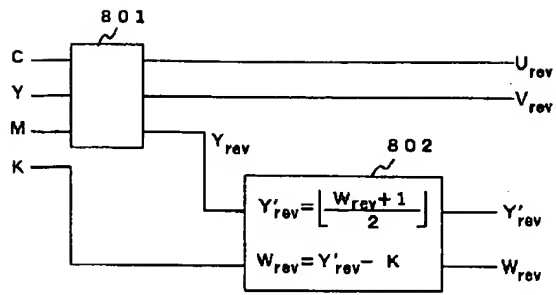 801
C
Y
M
K
U_rev
V_rev
Y_rev
802
Y'_rev = ⌊(W_rev + 1) / 2⌋
W_rev = Y'_rev - K
Y'_rev
W_rev